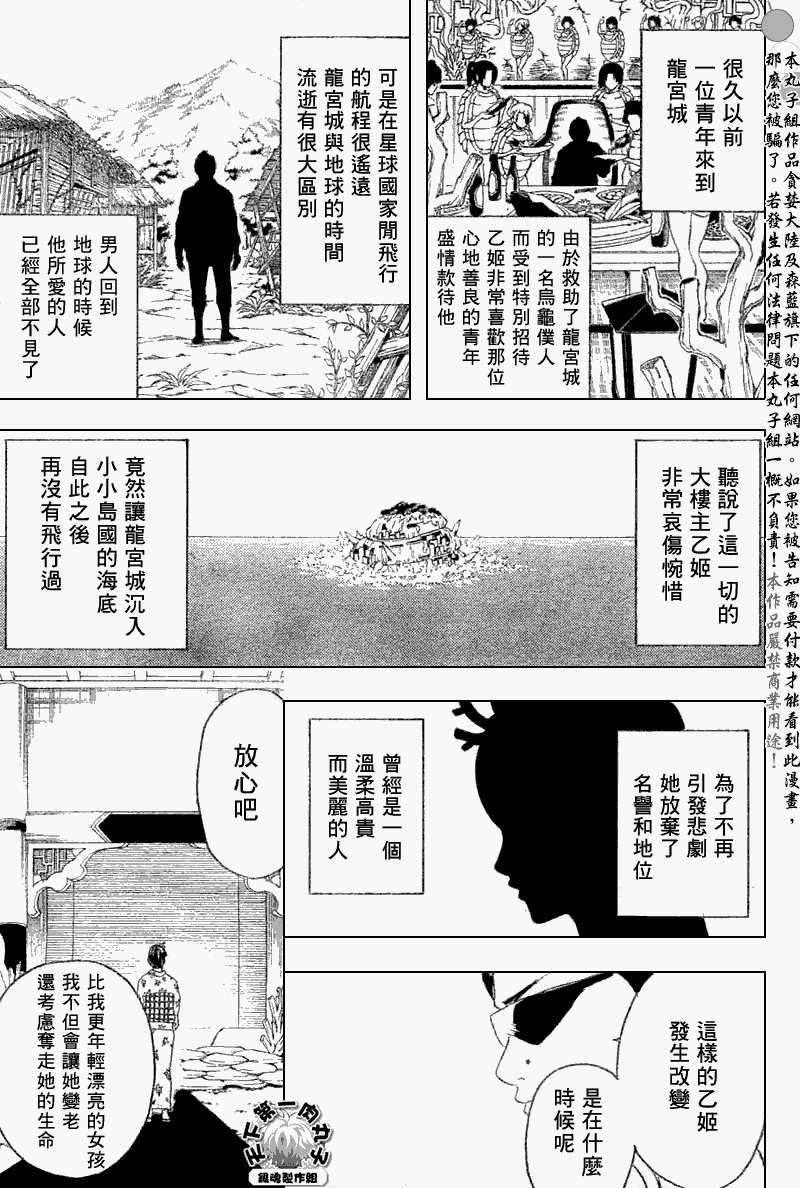 很久以前
一位青年來到
龍宮城
由於救助了龍宮城
的一名烏龜僕人
而受到特別招待
乙姬非常喜歡那位
心地善良的青年
盛情款待他
可是在星球國家間飛行
的航程很遙遠
龍宮城與地球的時間
流逝有很大區別
男人回到
地球的時候
他所愛的人
已經全部不見了
聽說了這一切的
大樓主乙姬
非常哀傷惋惜
竟然讓龍宮城沉入
小小島國的海底
自此之後
再沒有飛行過
為了不再
引發悲劇
她放棄了
名譽和地位
曾經是一個
溫柔高貴
而美麗的人
放心吧
比我更年輕漂亮的女孩
我不但會讓她變老
還考慮奪走她的生命
這樣的乙姬
發生改變
是在什麼
時候呢
本丸子組作品貪婪大陸及森藍旗下的任何網站。如果您被告知需要付款才能看到此漫畫，
那麼您被騙了。若發生任何法律問題本丸子組一概不負責！本作品嚴禁商業用途！
天下第一肉丸子
銀魂製作組